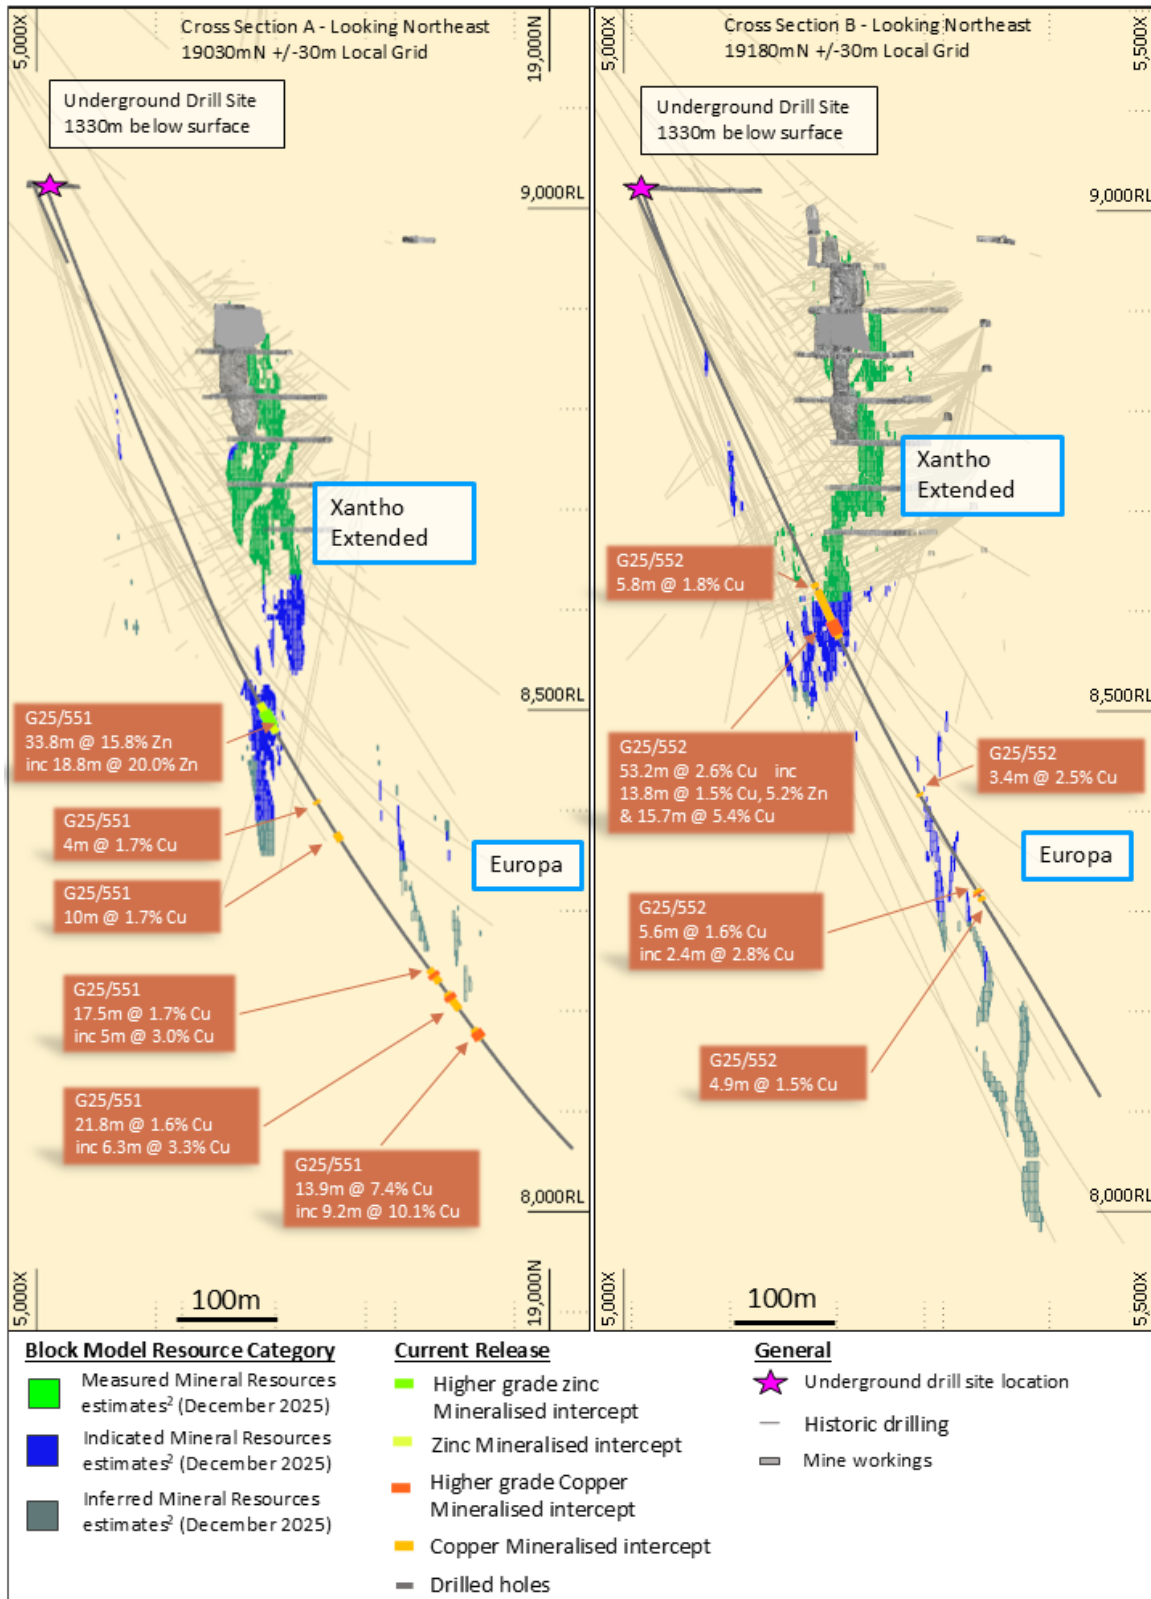 Cross Section A - Looking Northeast
19030mN +/-30m Local Grid
5,000X
19,000N
Underground Drill Site
1330m below surface
9,000RL
Xantho
Extended
8,500RL
G25/551
33.8m @ 15.8% Zn
inc 18.8m @ 20.0% Zn
G25/551
4m @ 1.7% Cu
G25/551
10m @ 1.7% Cu
Europa
G25/551
17.5m @ 1.7% Cu
inc 5m @ 3.0% Cu
G25/551
21.8m @ 1.6% Cu
inc 6.3m @ 3.3% Cu
G25/551
13.9m @ 7.4% Cu
inc 9.2m @ 10.1% Cu
8,000RL
5,000X
100m
19,000N
Cross Section B - Looking Northeast
19180mN +/-30m Local Grid
5,000X
5,500X
Underground Drill Site
1330m below surface
9,000RL
Xantho
Extended
G25/552
5.8m @ 1.8% Cu
8,500RL
G25/552
53.2m @ 2.6% Cu inc
13.8m @ 1.5% Cu, 5.2% Zn
& 15.7m @ 5.4% Cu
G25/552
3.4m @ 2.5% Cu
Europa
G25/552
5.6m @ 1.6% Cu
inc 2.4m @ 2.8% Cu
G25/552
4.9m @ 1.5% Cu
8,000RL
5,000X
100m
5,500X
Block Model Resource Category
Measured Mineral Resources
estimates² (December 2025)
Indicated Mineral Resources
estimates² (December 2025)
Inferred Mineral Resources
estimates² (December 2025)
Current Release
Higher grade zinc
Mineralised intercept
Zinc Mineralised intercept
Higher grade Copper
Mineralised intercept
Copper Mineralised intercept
Drilled holes
General
Underground drill site location
Historic drilling
Mine workings